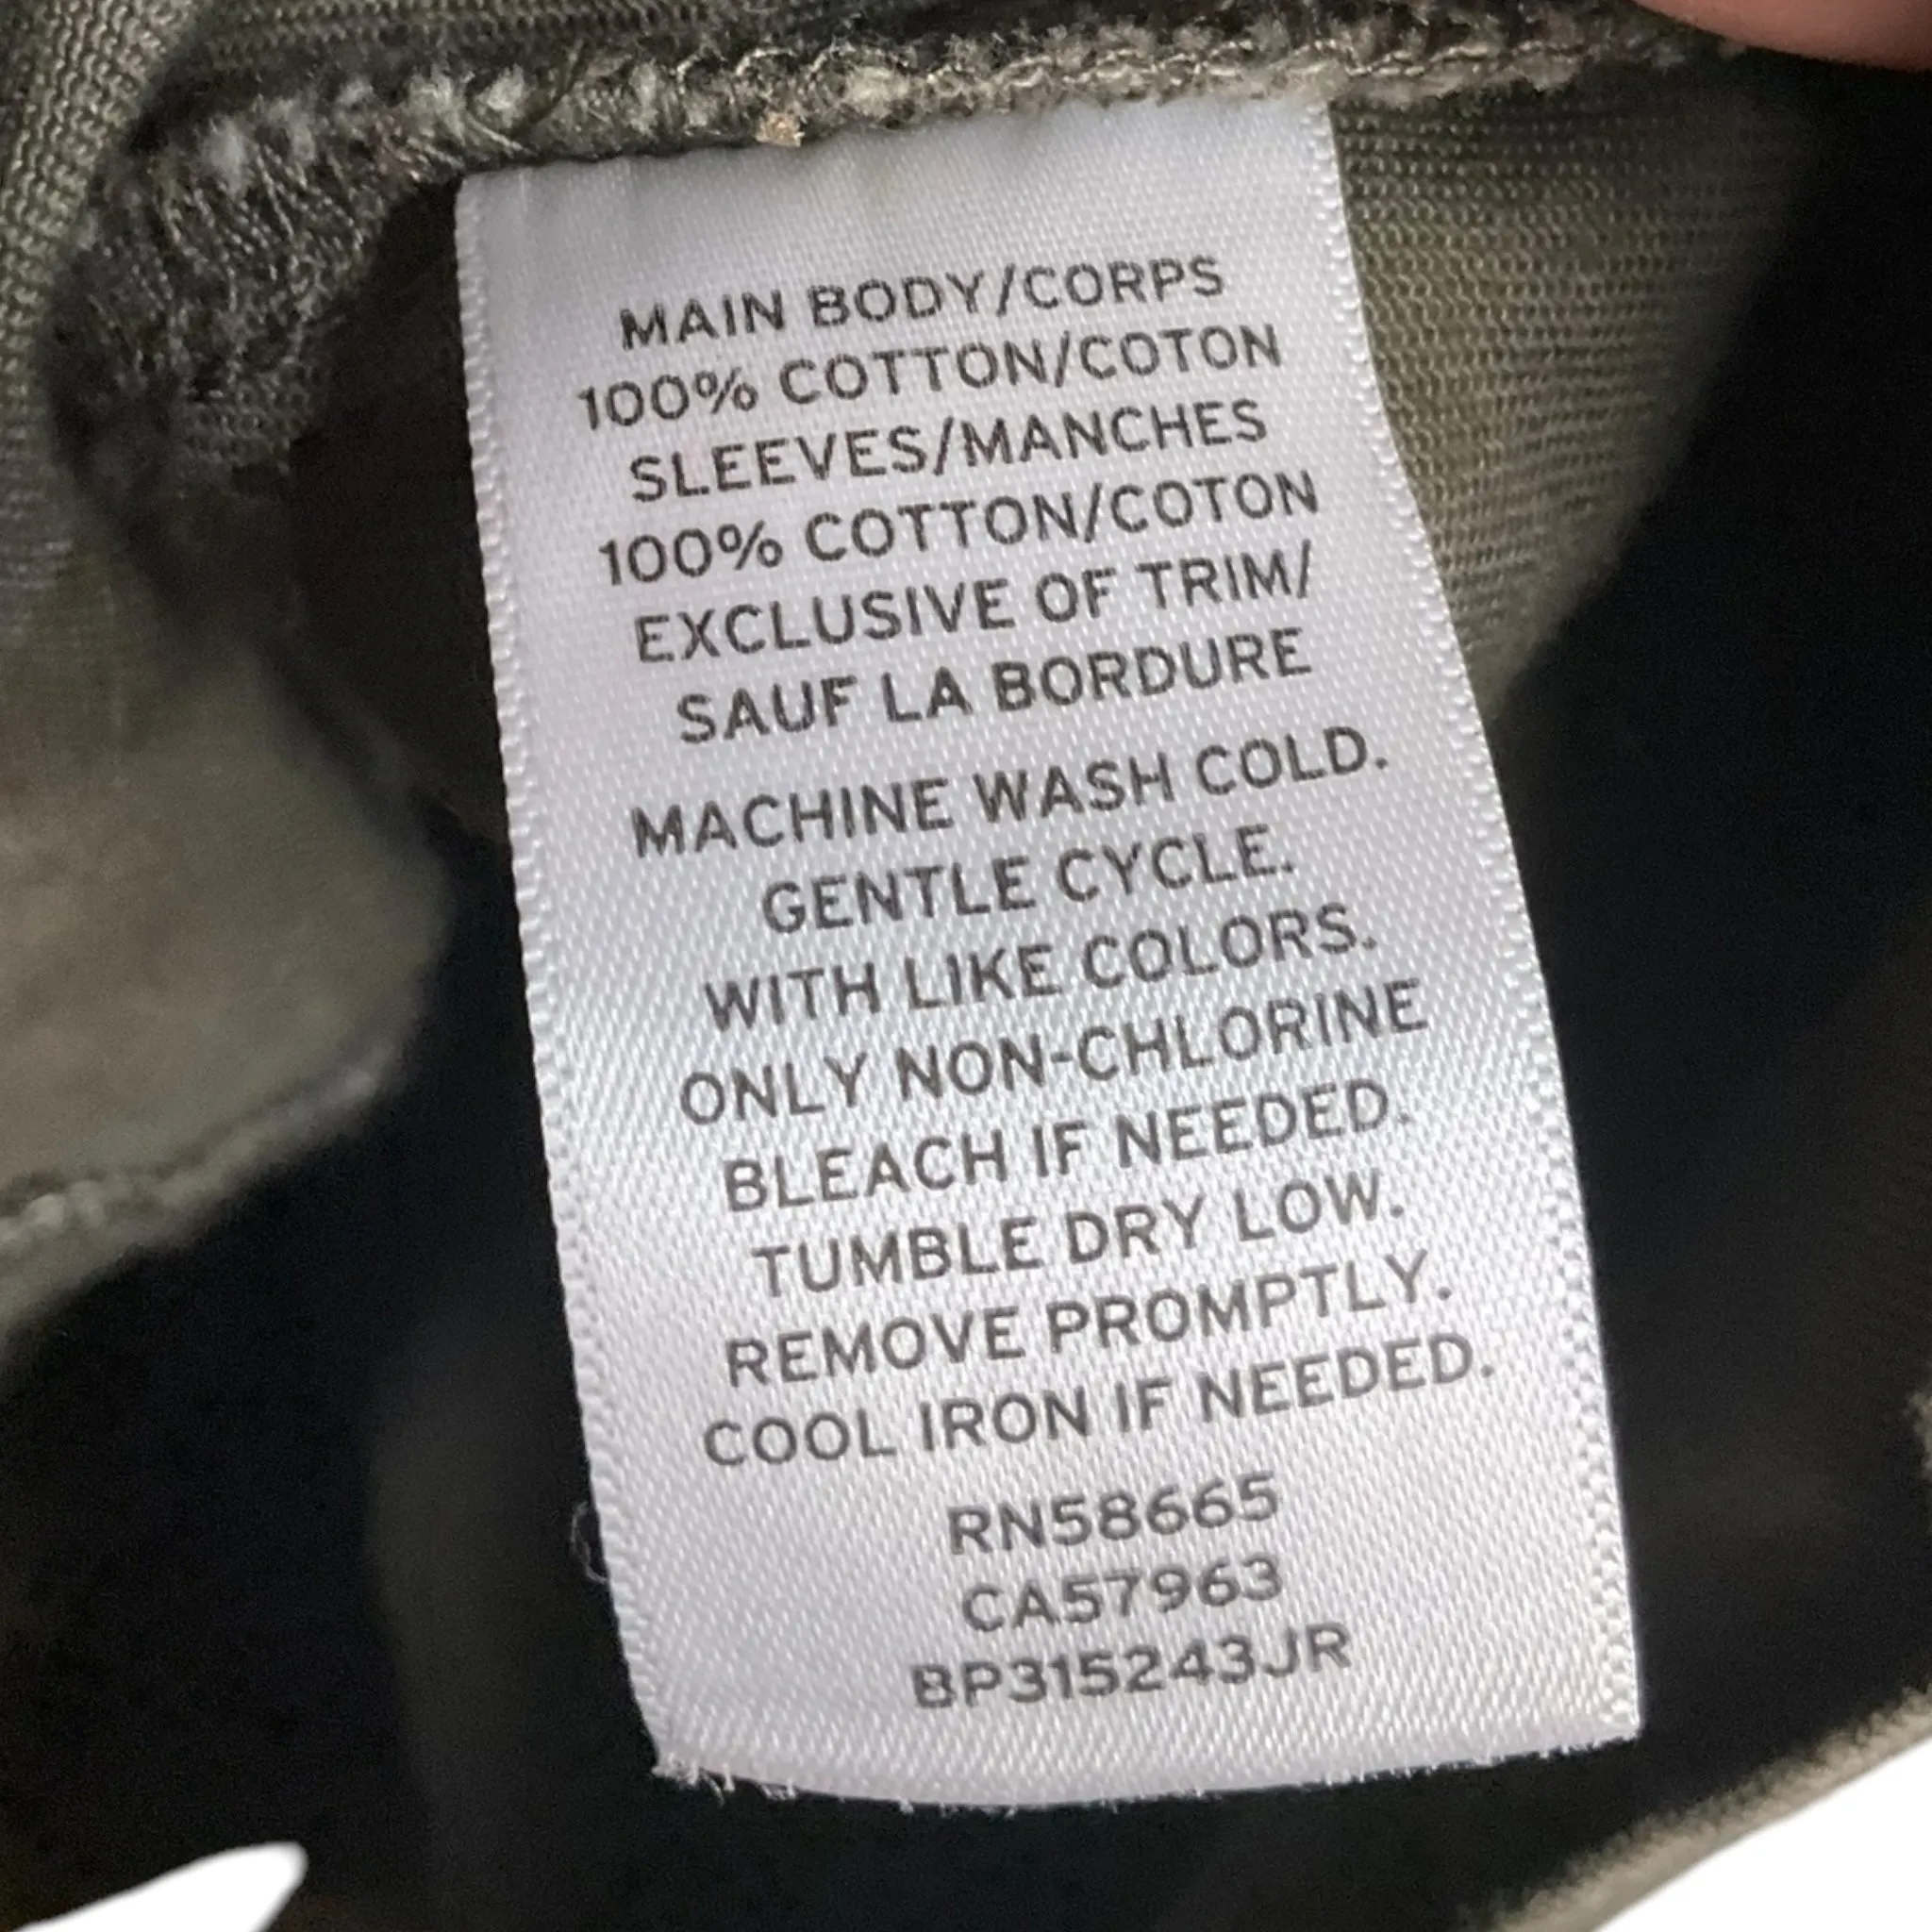 MAIN BODY/CORPS
100% COTTON/COTON
SLEEVES/MANCHES
100% COTTON/COTON
EXCLUSIVE OF TRIM/
SAUF LA BORDURE
MACHINE WASH COLD.
GENTLE CYCLE.
WITH LIKE COLORS.
ONLY NON-CHLORINE
BLEACH IF NEEDED.
TUMBLE DRY LOW.
REMOVE PROMPTLY.
COOL IRON IF NEEDED.
RN58665
CA57963
BP315243JR